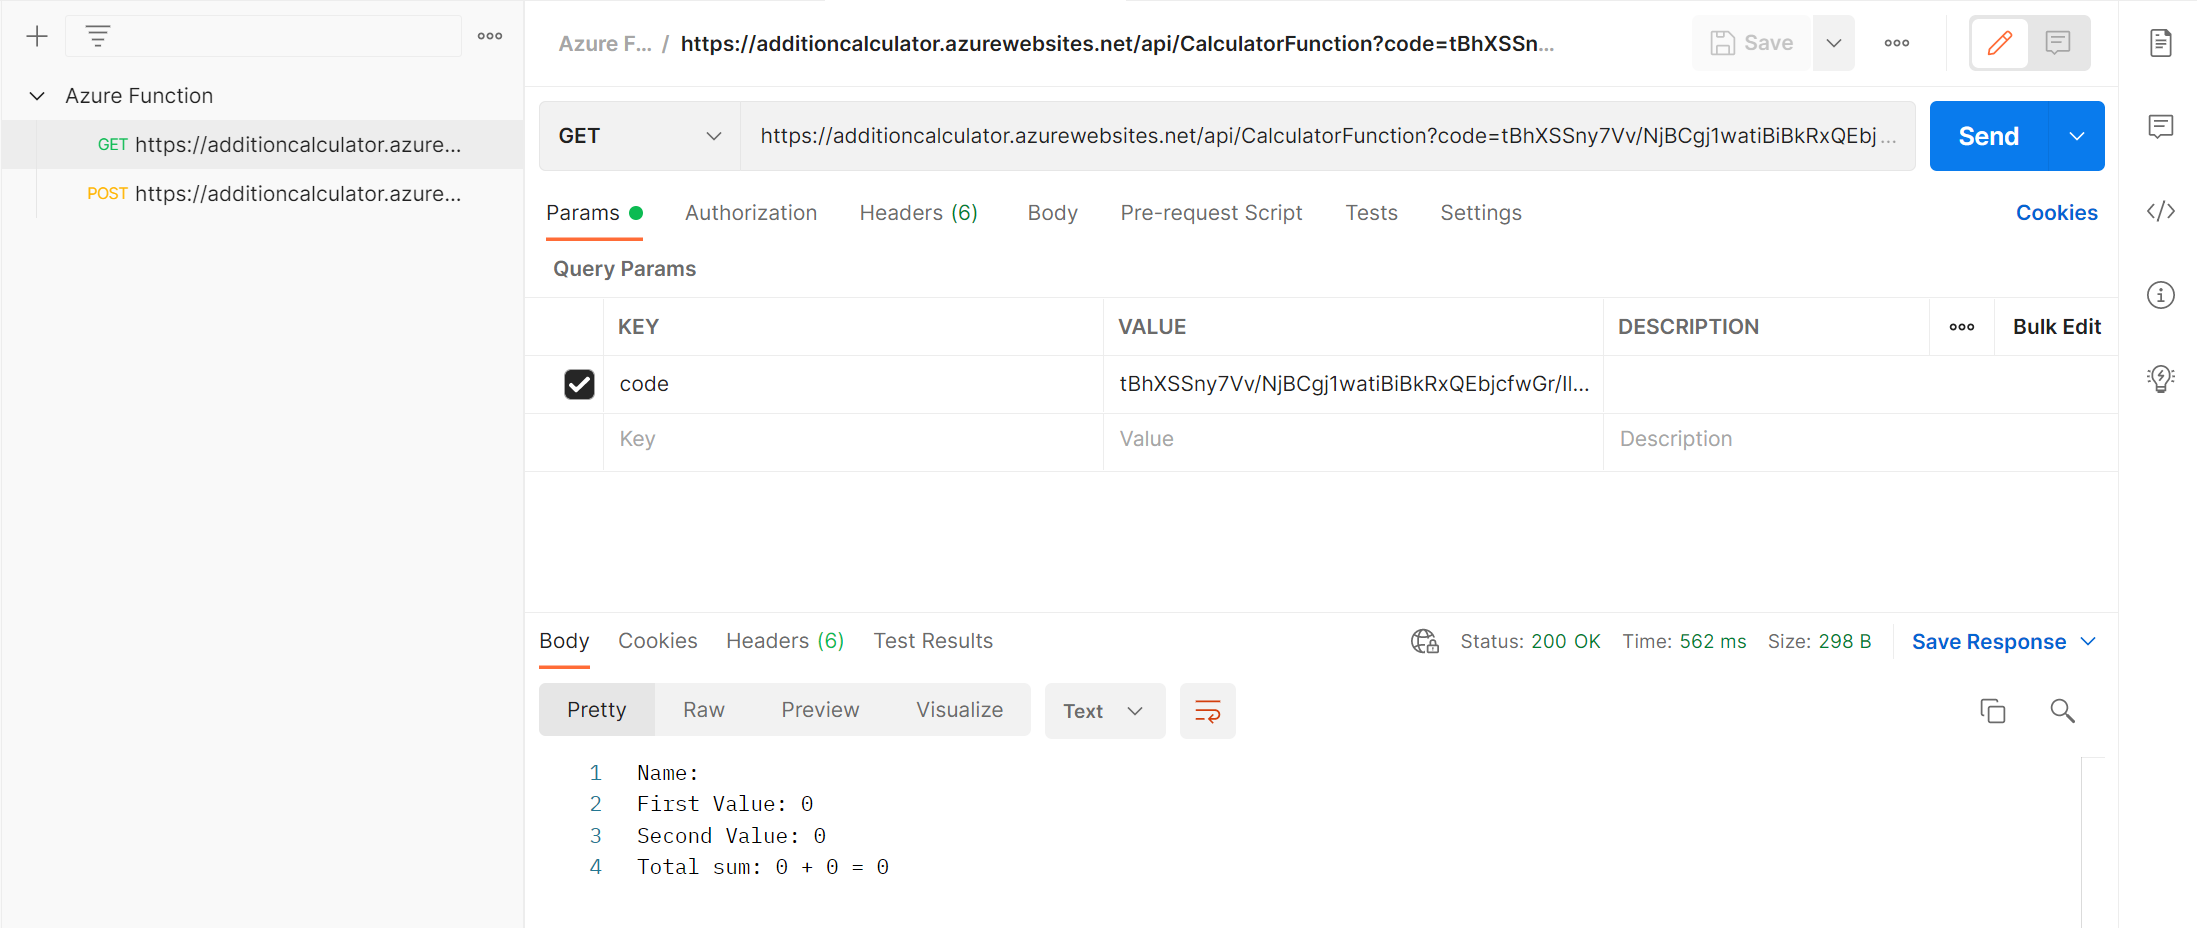 Azure Function
GET https://additioncalculator.azure...
POST https://additioncalculator.azure...
Azure F... / https://additioncalculator.azurewebsites.net/api/CalculatorFunction?code=tBhXSSn...
Save
GET https://additioncalculator.azurewebsites.net/api/CalculatorFunction?code=tBhXSSny7Vv/NjBCgj1watiBiBkRxQEbj... Send
Params Authorization Headers (6) Body Pre-request Script Tests Settings Cookies
Query Params
KEY VALUE DESCRIPTION Bulk Edit
code tBhXSSny7Vv/NjBCgj1watiBiBkRxQEbjcfwGr/lI...
Key Value Description
Body Cookies Headers (6) Test Results Status: 200 OK Time: 562 ms Size: 298 B Save Response
Pretty Raw Preview Visualize Text
1 Name:
2 First Value: 0
3 Second Value: 0
4 Total sum: 0 + 0 = 0